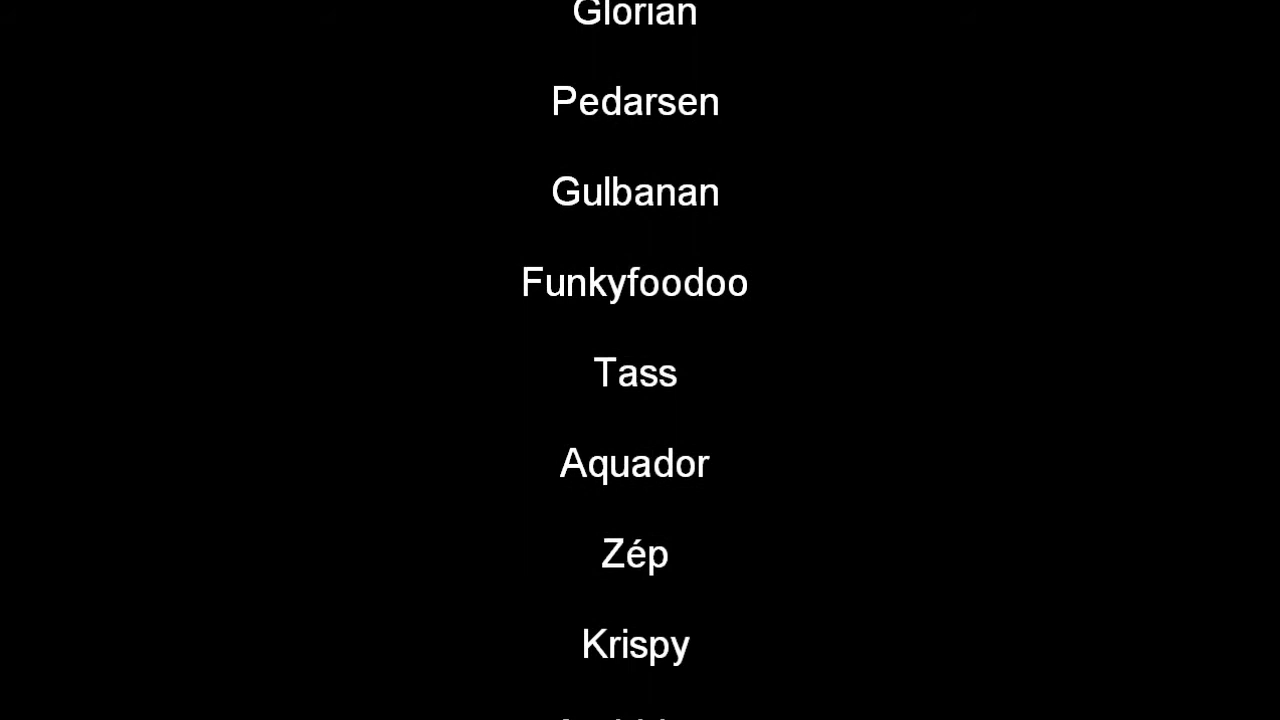 Glorian
Pedarsen
Gulbanan
Funkyfoodoo
Tass
Aquador
Zép
Krispy